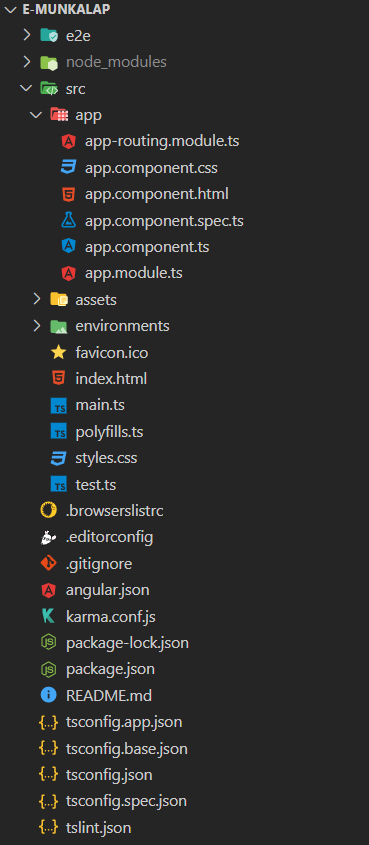 E-MUNKALAP
e2e
node_modules
src
app
app-routing.module.ts
app.component.css
app.component.html
app.component.spec.ts
app.component.ts
app.module.ts
assets
environments
favicon.ico
index.html
TS main.ts
TS polyfills.ts
styles.css
TS test.ts
.browserslistrc
.editorconfig
.gitignore
angular.json
karma.conf.js
package-lock.json
package.json
README.md
{..} tsconfig.app.json
{..} tsconfig.base.json
{..} tsconfig.json
{..} tsconfig.spec.json
{..} tslint.json